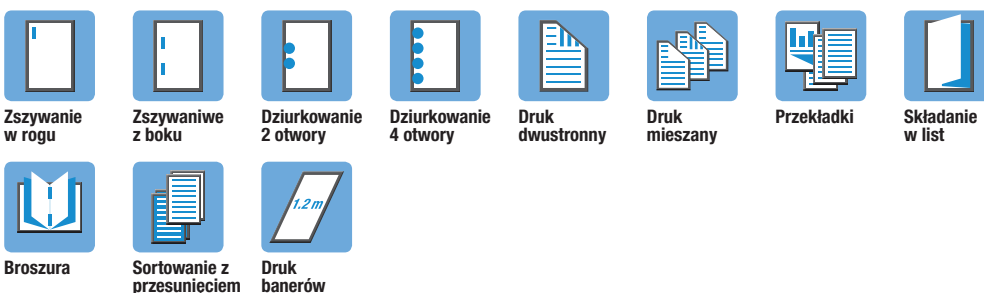 Zszywanie
w rogu
Zszywaniwe
z boku
Dziurkowanie
2 otwory
Dziurkowanie
4 otwory
Druk
dwustronny
Druk
mieszany
Przekładki
Składanie
w list
1.2 m
Broszura
Sortowanie z
przesunięciem
Druk
banerów